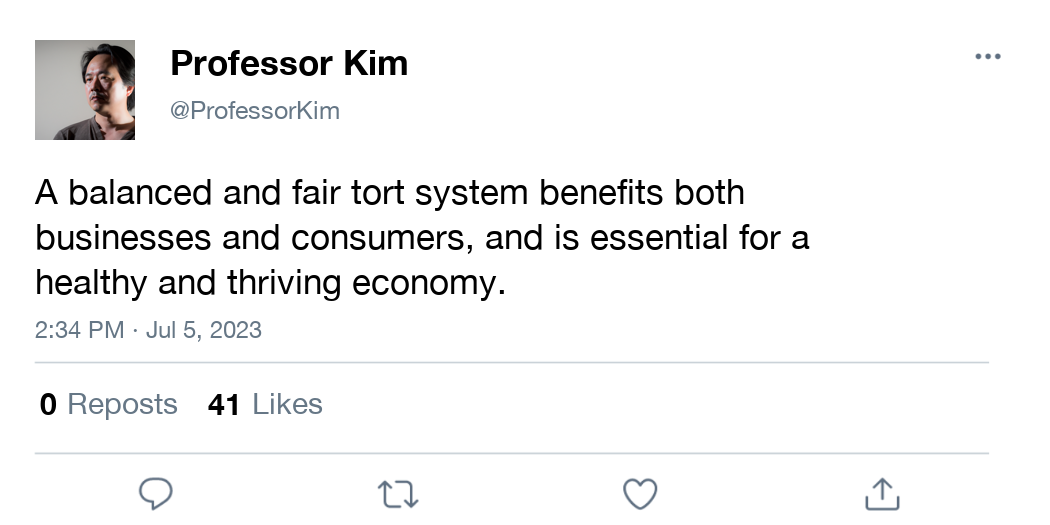 Professor Kim
@ProfessorKim
A balanced and fair tort system benefits both
businesses and consumers, and is essential for a
healthy and thriving economy.
2:34 PM · Jul 5, 2023
0 Reposts 41 Likes